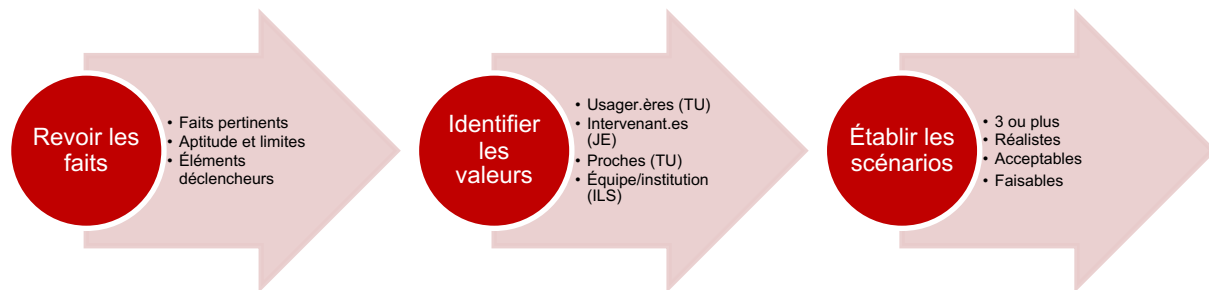 Revoir les
faits
• Faits pertinents
• Aptitude et limites
• Éléments
déclencheurs
Identifier
les
valeurs
• Usager.ères (TU)
• Intervenant.es
(JE)
• Proches (TU)
• Équipe/institution
(ILS)
Établir les
scénarios
• 3 ou plus
• Réalistes
• Acceptables
• Faisables